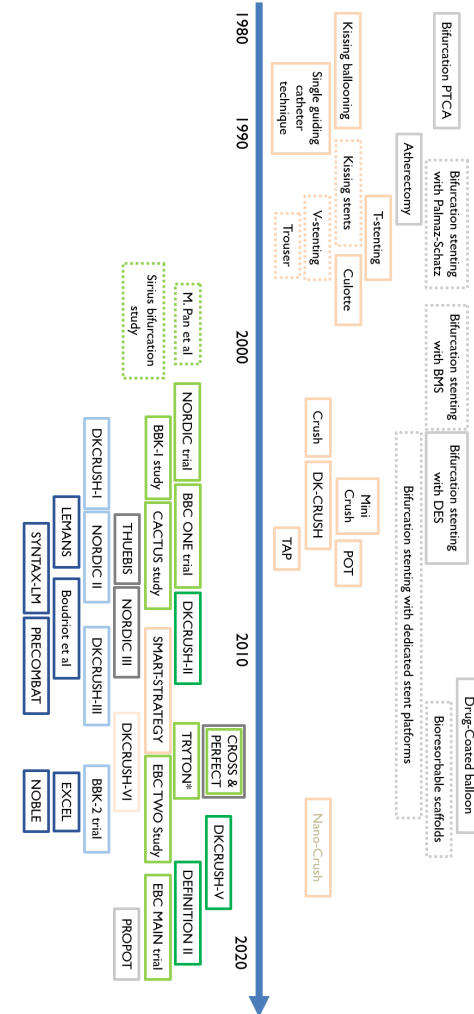 Drug-Coated balloon
Bifurcation PTCA
Bifurcation stenting
with Palmaz-Schatz
Bifurcation stenting
with BMS
Bifurcation stenting
with DES
Bioresorbable scaffolds
Atherectomy
Bifurcation stenting with dedicated stent platforms
T-stenting
Mini
Crush
POT
Kissing ballooning
Kissing stents
Culotte
Single guiding
catheter
technique
V-stenting
Trouser
Crush
DK-CRUSH
TAP
Nano-Crush
1980
1990
2000
2010
2020
CROSS &
PERFECT
DKCRUSH-V
M. Pan et al
NORDIC trial
BBC ONE trial
DKCRUSH-II
TRYTON*
DEFINITION II
Sirius bifurcation
study
BBK-I study
CACTUS study
SMART-STRATEGY
EBC TWO Study
EBC MAIN trial
THUEBIS
NORDIC III
DKCRUSH-VI
PROPOT
DKCRUSH-I
NORDIC II
DKCRUSH-III
BBK-2 trial
LEMANS
Boudriot et al
EXCEL
SYNTAX-LM
PRECOMBAT
NOBLE